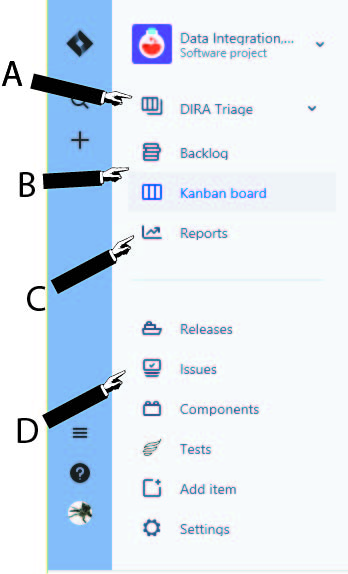 Data Integration,...
Software project
A
DIRA Triage
Backlog
B
Kanban board
Reports
C
Releases
Issues
Components
D
Tests
Add item
Settings